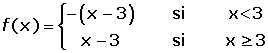 f(x) = { -(x-3) si x<3
x-3 si x≥3